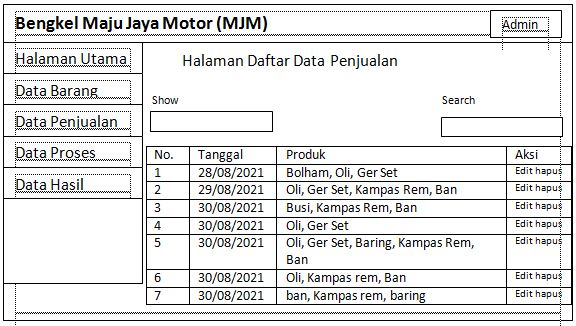 Bengkel Maju Jaya Motor (MJM)
Admin
Halaman Utama
Data Barang
Data Penjualan
Data Proses
Data Hasil
Halaman Daftar Data Penjualan
Show
Search
No. Tanggal Produk Aksi
1 28/08/2021 Bolham, Oli, Ger Set Edit hapus
2 29/08/2021 Oli, Ger Set, Kampas Rem, Ban Edit hapus
3 30/08/2021 Busi, Kampas Rem, Ban Edit hapus
4 30/08/2021 Oli, Ger Set Edit hapus
5 30/08/2021 Oli, Ger Set, Baring, Kampas Rem, Edit hapus
Ban
6 30/08/2021 Oli, Kampas rem, Ban Edit hapus
7 30/08/2021 ban, Kampas rem, baring Edit hapus